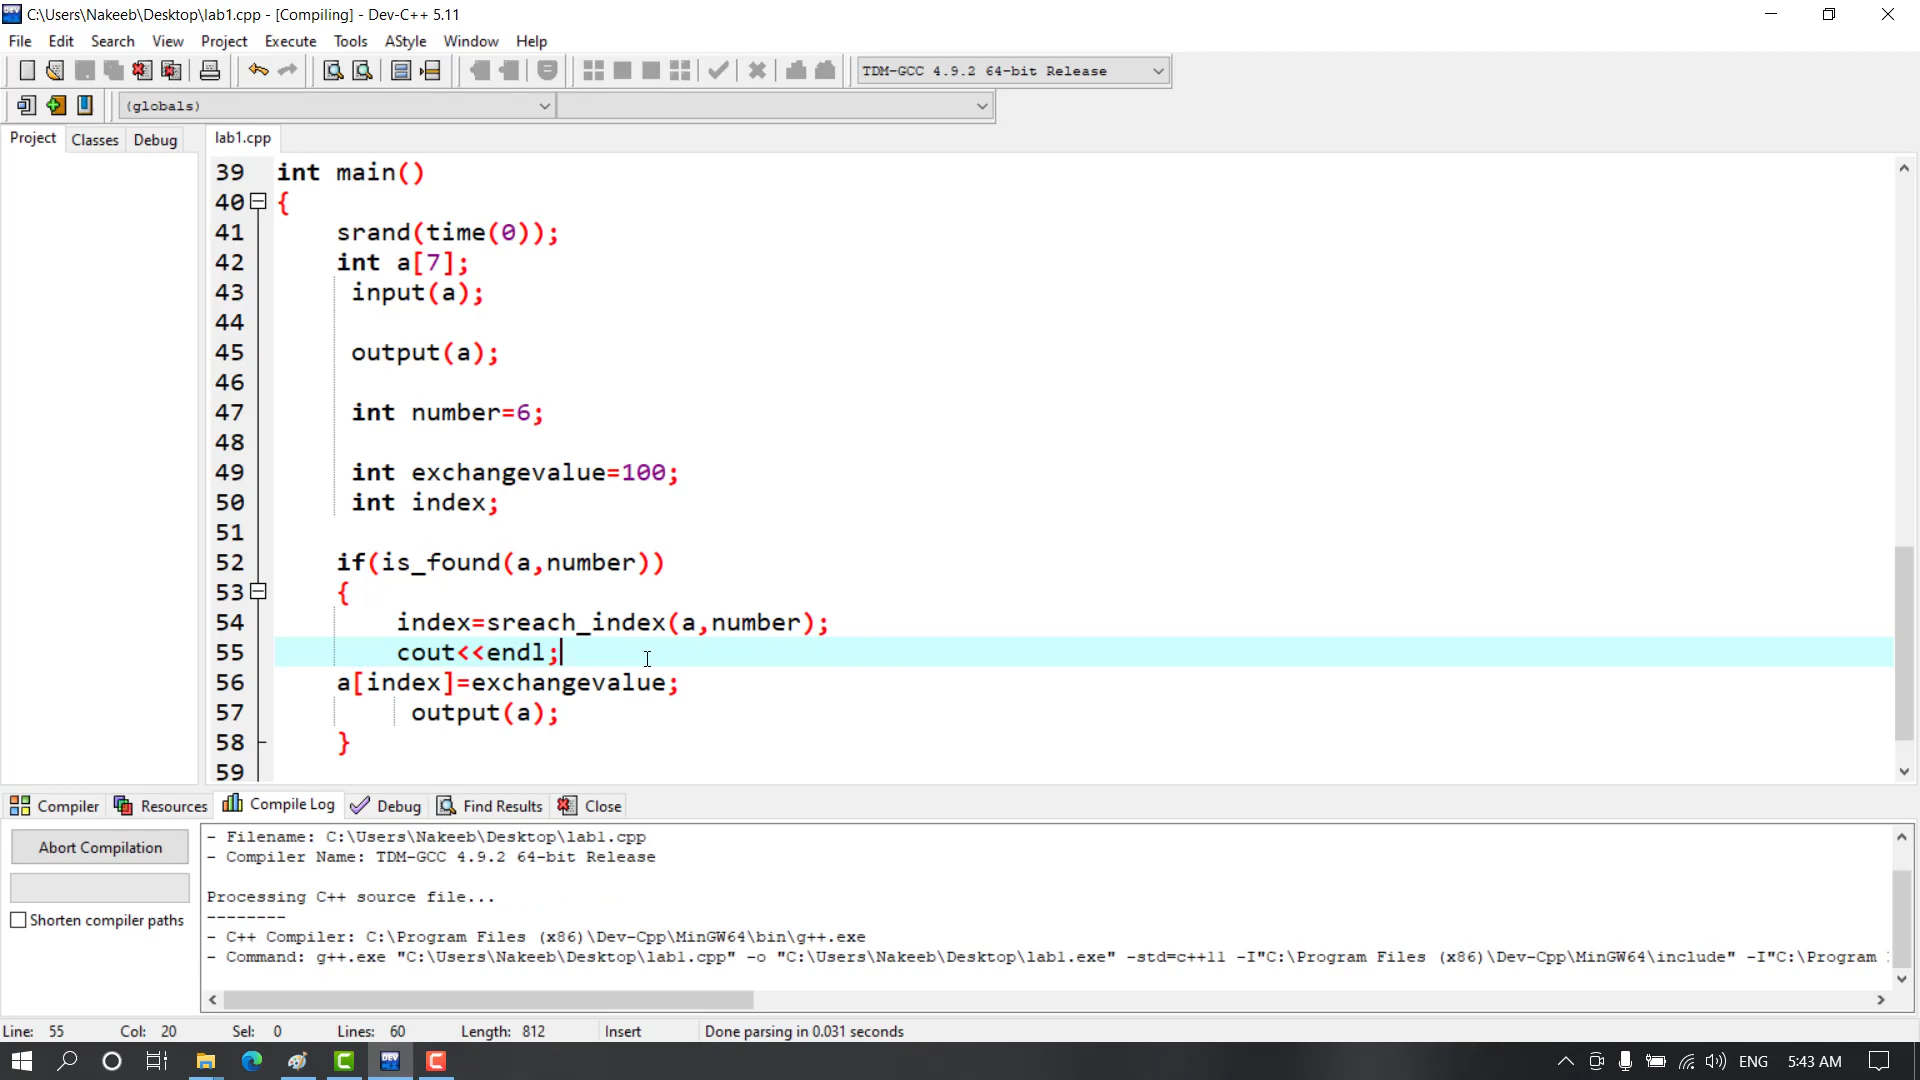 C:\Users\Nakeeb\Desktop\lab1.cpp - [Compiling] - Dev-C++ 5.11
File Edit Search View Project Execute Tools AStyle Window Help
TDM-GCC 4.9.2 64-bit Release
(globals)
Project Classes Debug lab1.cpp
39 int main()
40 {
41 srand(time(0));
42 int a[7];
43 input(a);
44
45 output(a);
46
47 int number=6;
48
49 int exchangevalue=100;
50 int index;
51
52 if(is_found(a,number))
53 {
54 index=sreach_index(a,number);
55 cout<<endl;
56 a[index]=exchangevalue;
57 output(a);
58 }
59
Compiler Resources Compile Log Debug Find Results Close
Abort Compilation
Shorten compiler paths
- Filename: C:\Users\Nakeeb\Desktop\lab1.cpp
- Compiler Name: TDM-GCC 4.9.2 64-bit Release
Processing C++ source file...
--------
- C++ Compiler: C:\Program Files (x86)\Dev-Cpp\MinGW64\bin\g++.exe
- Command: g++.exe "C:\Users\Nakeeb\Desktop\lab1.cpp" -o "C:\Users\Nakeeb\Desktop\lab1.exe" -std=c++11 -I"C:\Program Files (x86)\Dev-Cpp\MinGW64\include" -I"C:\Program
Line: 55 Col: 20 Sel: 0 Lines: 60 Length: 812 Insert Done parsing in 0.031 seconds
DEV
ENG 5:43 AM